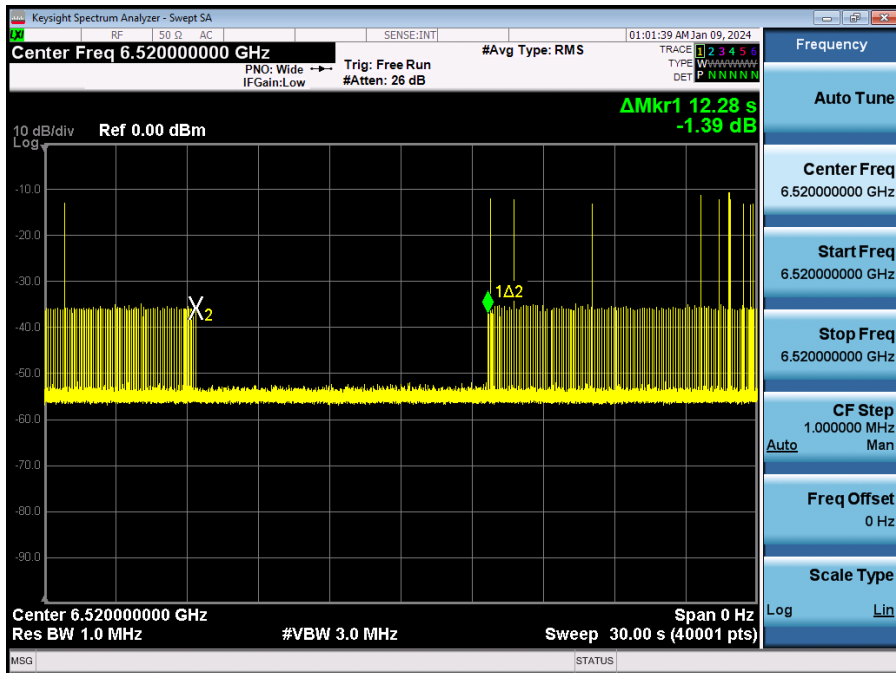 Keysight Spectrum Analyzer - Swept SA
LXI RF 50 Ω AC SENSE:INT 01:01:39 AM Jan 09, 2024
Center Freq 6.520000000 GHz
PNO: Wide
IFGain:Low
Trig: Free Run
#Atten: 26 dB
#Avg Type: RMS
TRACE 1 2 3 4 5 6
TYPE WWWWWW
DET P N N N N N
ΔMkr1 12.28 s
-1.39 dB
10 dB/div Ref 0.00 dBm
Log
-10.0
-20.0
-30.0
-40.0
-50.0
-60.0
-70.0
-80.0
-90.0
X2
1Δ2
Center 6.520000000 GHz Span 0 Hz
Res BW 1.0 MHz #VBW 3.0 MHz Sweep 30.00 s (40001 pts)
MSG STATUS
Frequency
Auto Tune
Center Freq
6.520000000 GHz
Start Freq
6.520000000 GHz
Stop Freq
6.520000000 GHz
CF Step
1.000000 MHz
Auto Man
Freq Offset
0 Hz
Scale Type
Log Lin